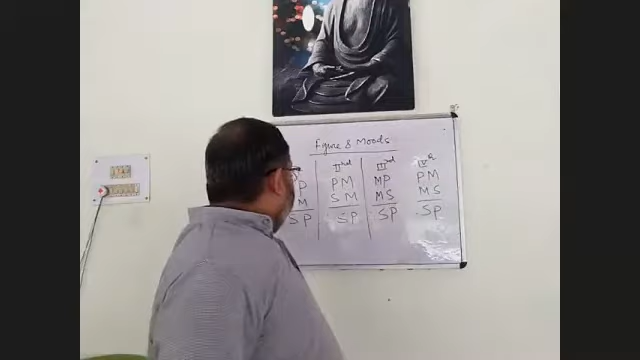 Figure & Moods
IInd IIIrd IVth
P PM MP PM
M SM MS MS
SP SP SP SP